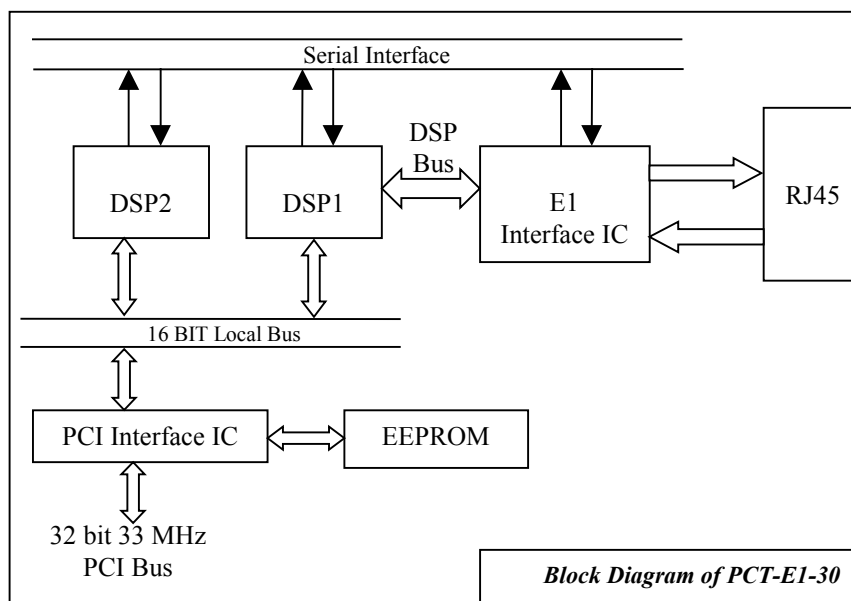 Serial Interface
DSP
Bus
DSP2
DSP1
E1
Interface IC
RJ45
16 BIT Local Bus
PCI Interface IC
EEPROM
32 bit 33 MHz
PCI Bus
Block Diagram of PCT-E1-30